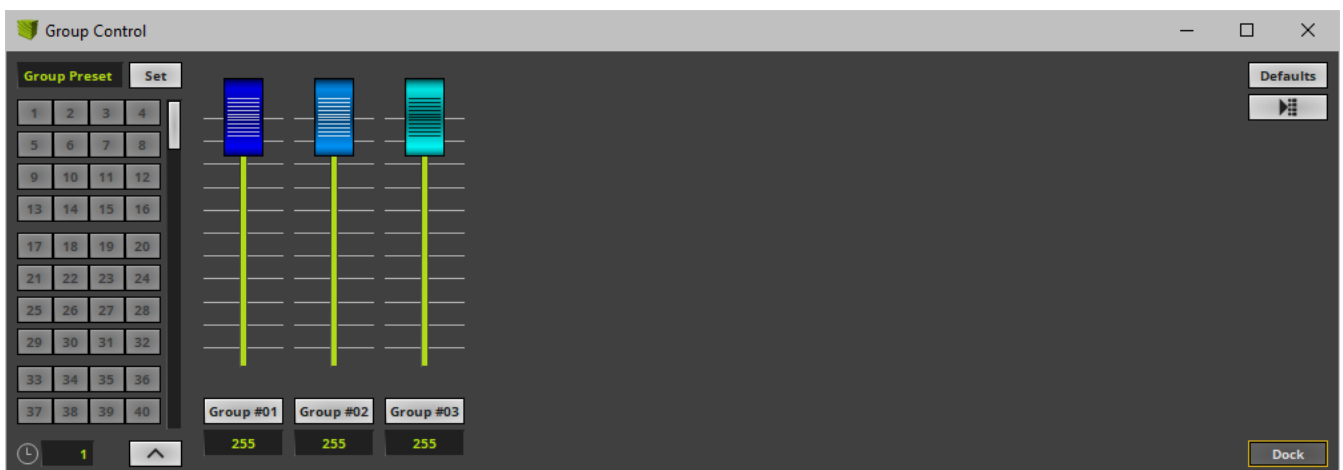 Group Control
Group Preset Set Defaults
1 2 3 4
5 6 7 8
9 10 11 12
13 14 15 16
17 18 19 20
21 22 23 24
25 26 27 28
29 30 31 32
33 34 35 36
37 38 39 40 Group #01 Group #02 Group #03
1 255 255 255 Dock